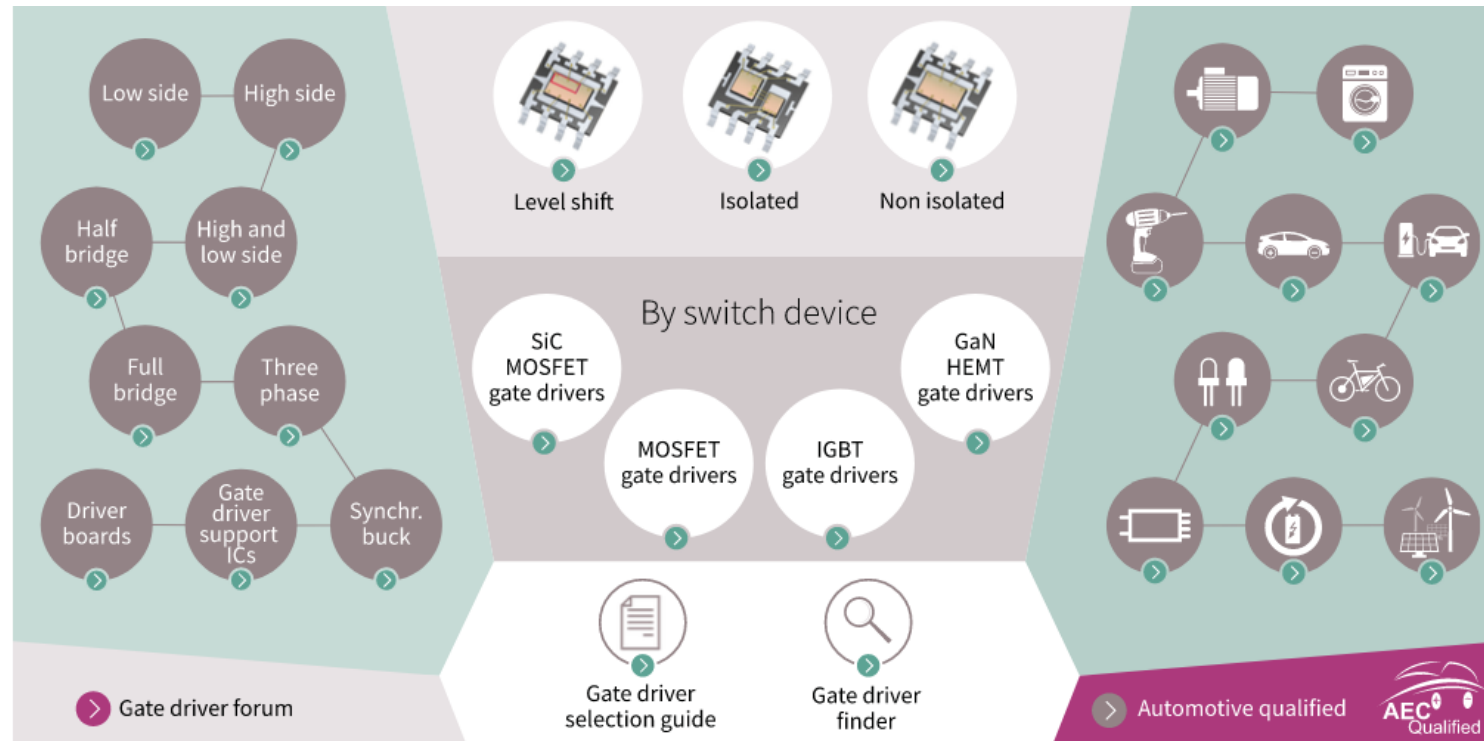 Low side
High side
Half
bridge
High and
low side
Full
bridge
Three
phase
Driver
boards
Gate
driver
support
ICs
Synchr.
buck
Gate driver forum
Level shift
Isolated
Non isolated
By switch device
SiC
MOSFET
gate drivers
MOSFET
gate drivers
IGBT
gate drivers
GaN
HEMT
gate drivers
Gate driver
selection guide
Gate driver
finder
Automotive qualified
AEC
Qualified